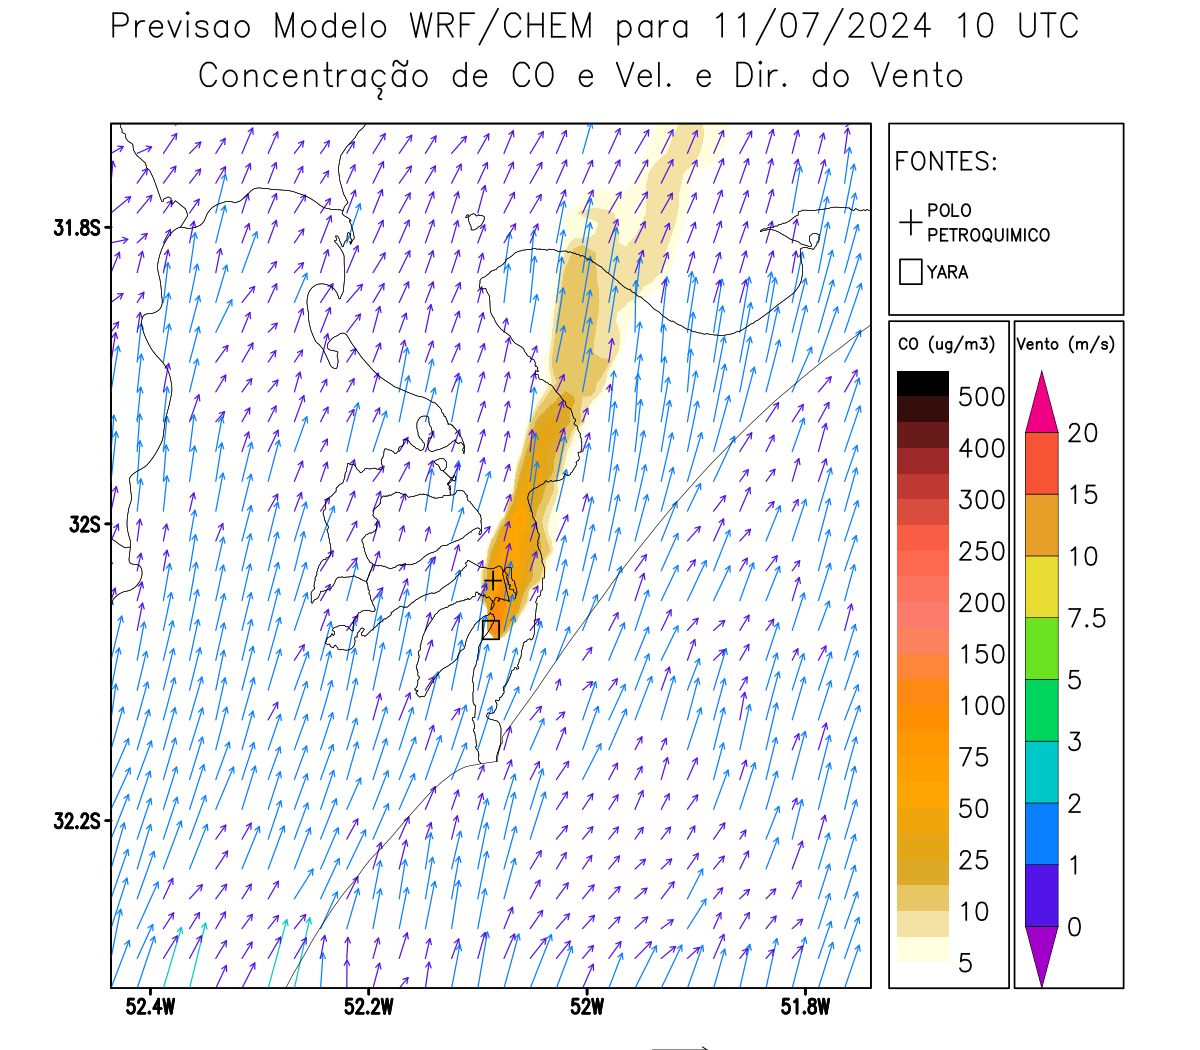 Previsao Modelo WRF/CHEM para 11/07/2024 10 UTC
Concentração de CO e Vel. e Dir. do Vento
FONTES:
POLO
PETROQUIMICO
YARA
CO (ug/m3)
500
400
300
250
200
150
100
75
50
25
10
5
Vento (m/s)
20
15
10
7.5
5
3
2
1
0
31.8S
32S
32.2S
52.4W
52.2W
52W
51.8W